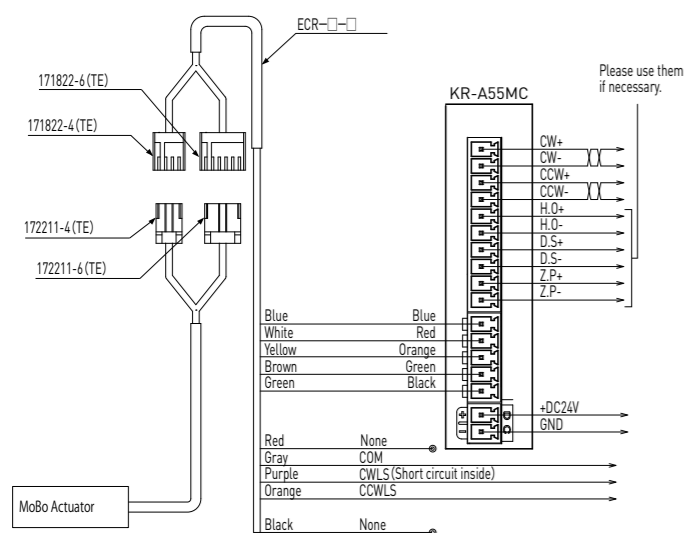 ECR-□-□
171822-6 (TE)
171822-4 (TE)
172211-4 (TE)
172211-6 (TE)
MoBo Actuator
KR-A55MC
Please use them
if necessary.
CW+
CW-
CCW+
CCW-
H.O+
H.O-
D.S+
D.S-
Z.P+
Z.P-
Blue Blue
White Red
Yellow Orange
Brown Green
Green Black
+ DC
-
+DC24V
GND
Red None
Gray COM
Purple CWLS (Short circuit inside)
Orange CCWLS
Black None